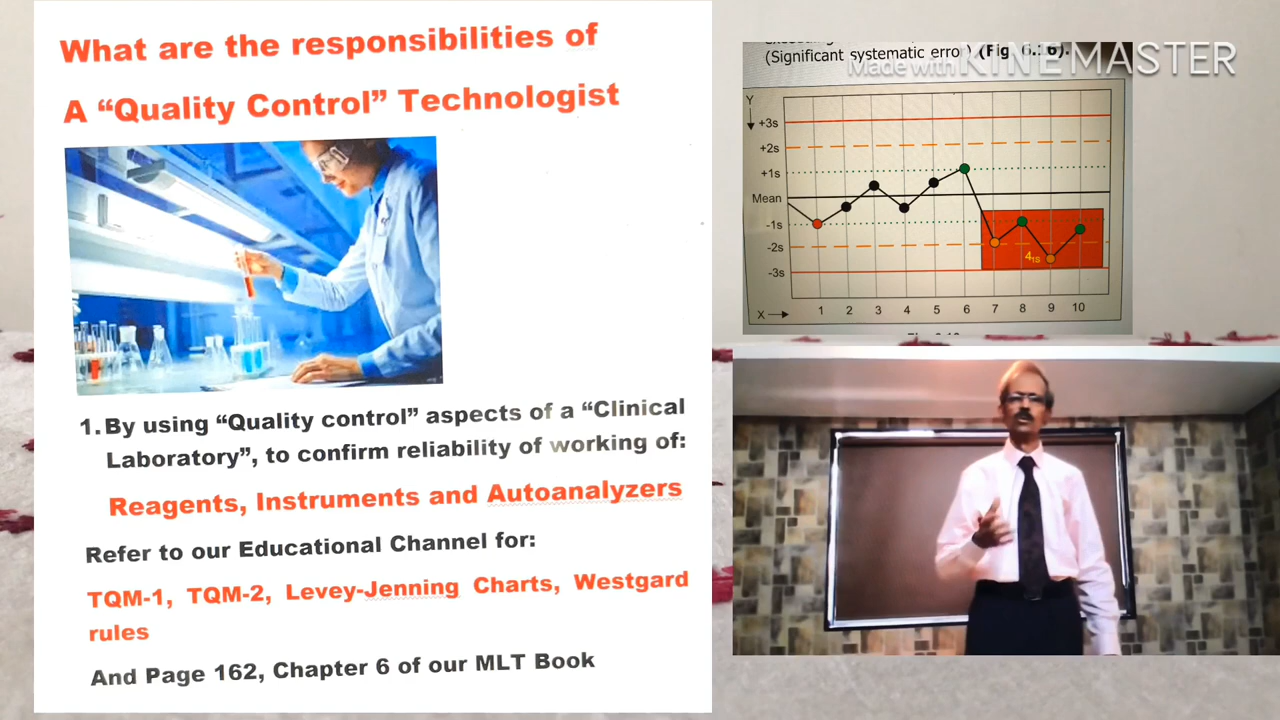 What are the responsibilities of
A “Quality Control” Technologist
1. By using “Quality control” aspects of a “Clinical
Laboratory”, to confirm reliability of working of:
Reagents, Instruments and Autoanalyzers
Refer to our Educational Channel for:
TQM-1, TQM-2, Levey-Jenning Charts, Westgard
rules
And Page 162, Chapter 6 of our MLT Book
(Significant systematic error) (Fig.
Made with KINEMASTER
Y
+3s
+2s
+1s
Mean
-1s
-2s
-3s
4₁s
X 1 2 3 4 5 6 7 8 9 10